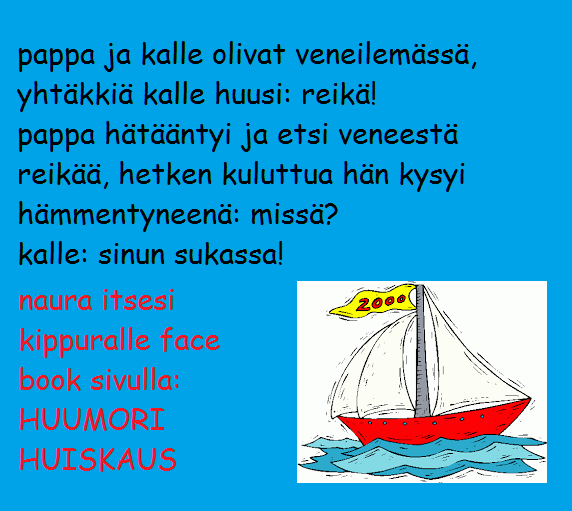 pappa ja kalle olivat veneilemässä,
yhtäkkiä kalle huusi: reikä!
pappa hätääntyi ja etsi veneestä
reikää, hetken kuluttua hän kysyi
hämmentyneenä: missä?
kalle: sinun sukassa!
naura itsesi
kippuralle face
book sivulla:
HUUMORI
HUISKAUS
2000